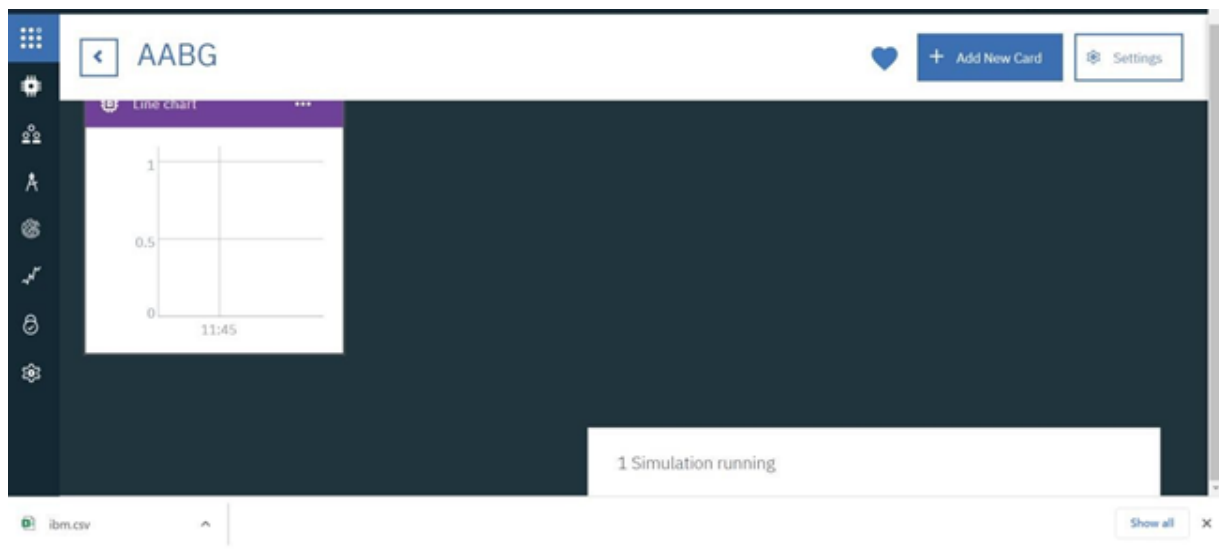 AABG
+ Add New Card
Settings
Line chart
1
0.5
0
11:45
1 Simulation running
ibm.csv
Show all